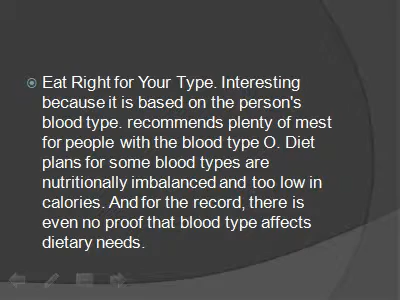 Eat Right for Your Type. Interesting
because it is based on the person's
blood type. recommends plenty of mest
for people with the blood type O. Diet
plans for some blood types are
nutritionally imbalanced and too low in
calories. And for the record, there is
even no proof that blood type affects
dietary needs.